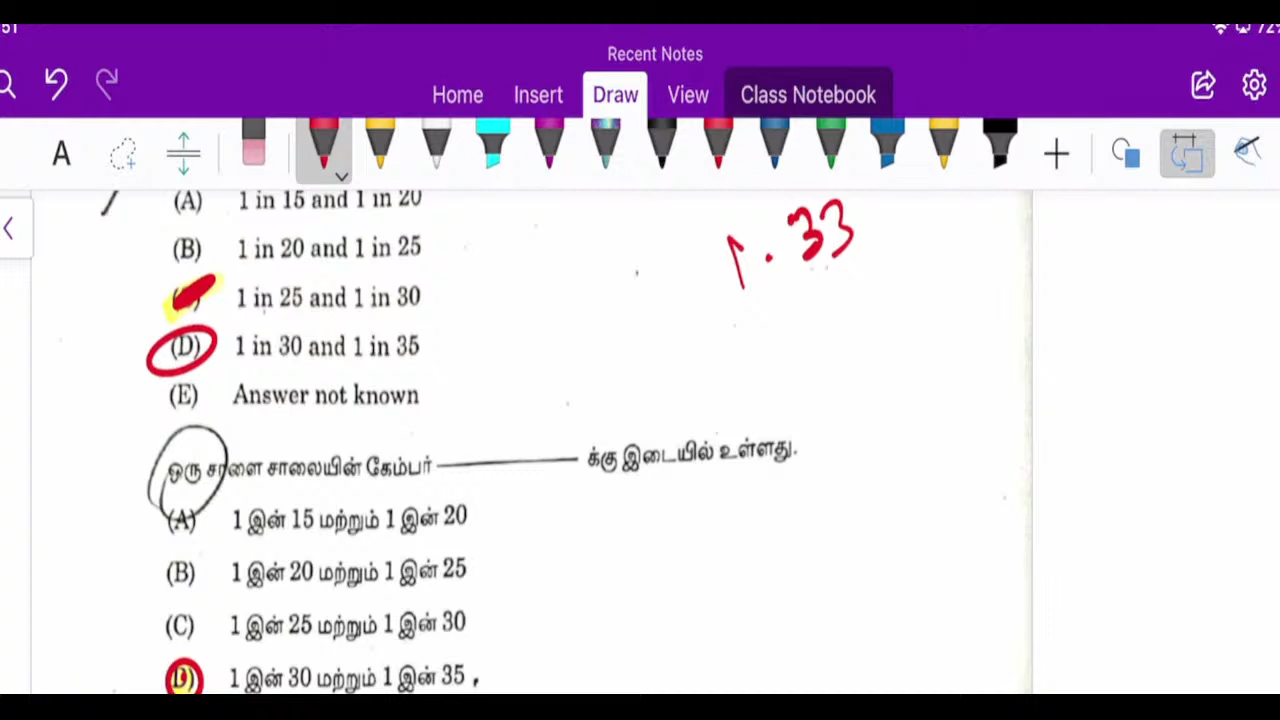 51
72%
Recent Notes
Home Insert Draw View Class Notebook
A
(A) 1 in 15 and 1 in 20
1.33
(B) 1 in 20 and 1 in 25
1 in 25 and 1 in 30
(D) 1 in 30 and 1 in 35
(E) Answer not known
ஒரு சாளை சாலையின் கேம்பர் ———— க்கு இடையில் உள்ளது.
(A) 1 இன் 15 மற்றும் 1 இன் 20
(B) 1 இன் 20 மற்றும் 1 இன் 25
(C) 1 இன் 25 மற்றும் 1 இன் 30
(D) 1 இன் 30 மற்றும் 1 இன் 35